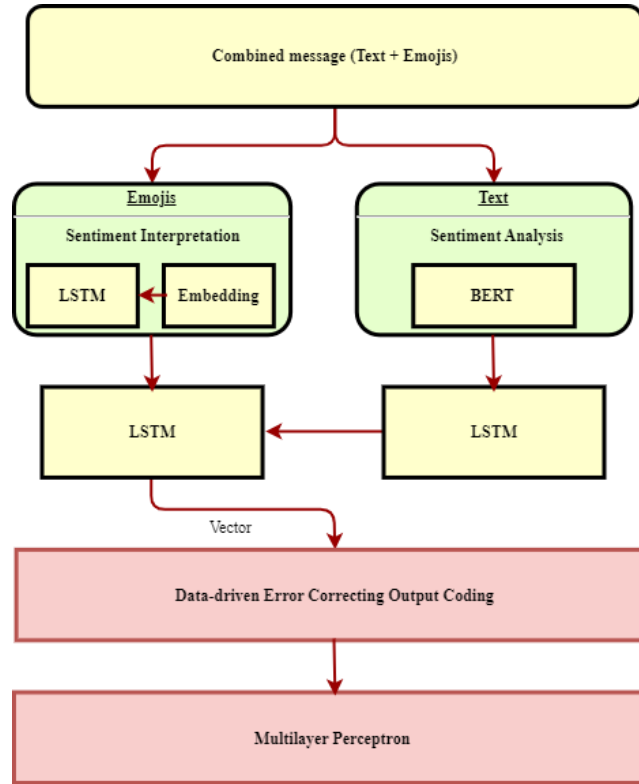 Combined message (Text + Emojis)
Emojis
Sentiment Interpretation
LSTM
Embedding
Text
Sentiment Analysis
BERT
LSTM
LSTM
Vector
Data-driven Error Correcting Output Coding
Multilayer Perceptron